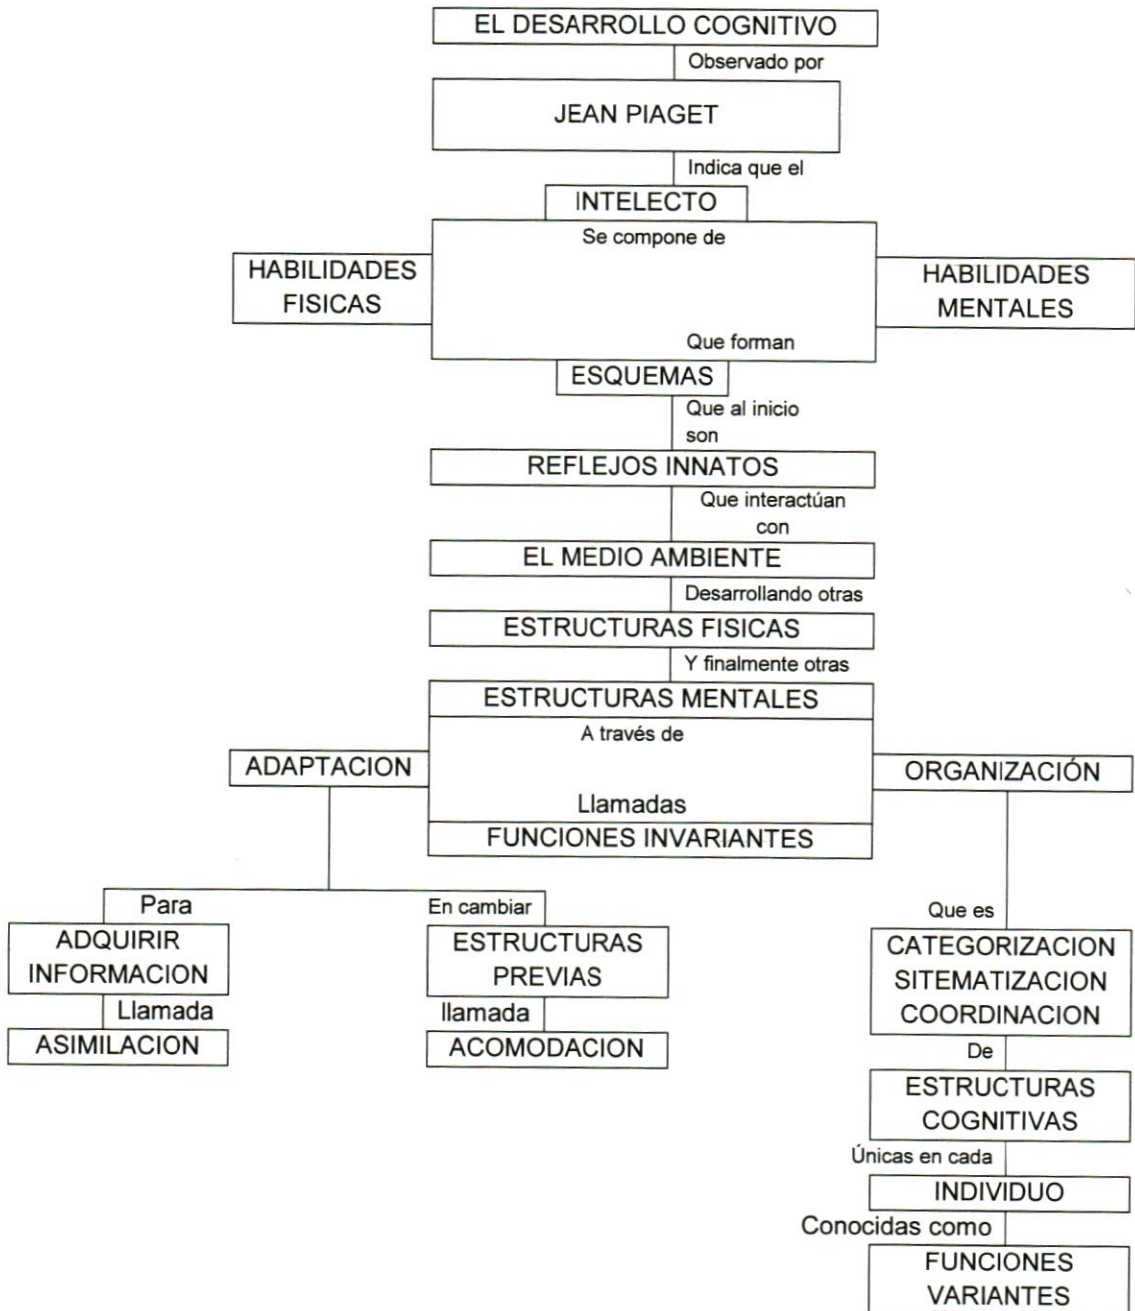 EL DESARROLLO COGNITIVO
Observado por
JEAN PIAGET
Indica que el
INTELECTO
Se compone de
HABILIDADES
FISICAS
HABILIDADES
MENTALES
Que forman
ESQUEMAS
Que al inicio
son
REFLEJOS INNATOS
Que interactúan
con
EL MEDIO AMBIENTE
Desarrollando otras
ESTRUCTURAS FISICAS
Y finalmente otras
ESTRUCTURAS MENTALES
A través de
ADAPTACION
ORGANIZACIÓN
Llamadas
FUNCIONES INVARIANTES
Para
ADQUIRIR
INFORMACION
Llamada
ASIMILACION
En cambiar
ESTRUCTURAS
PREVIAS
llamada
ACOMODACION
Que es
CATEGORIZACION
SITEMATIZACION
COORDINACION
De
ESTRUCTURAS
COGNITIVAS
Únicas en cada
INDIVIDUO
Conocidas como
FUNCIONES
VARIANTES